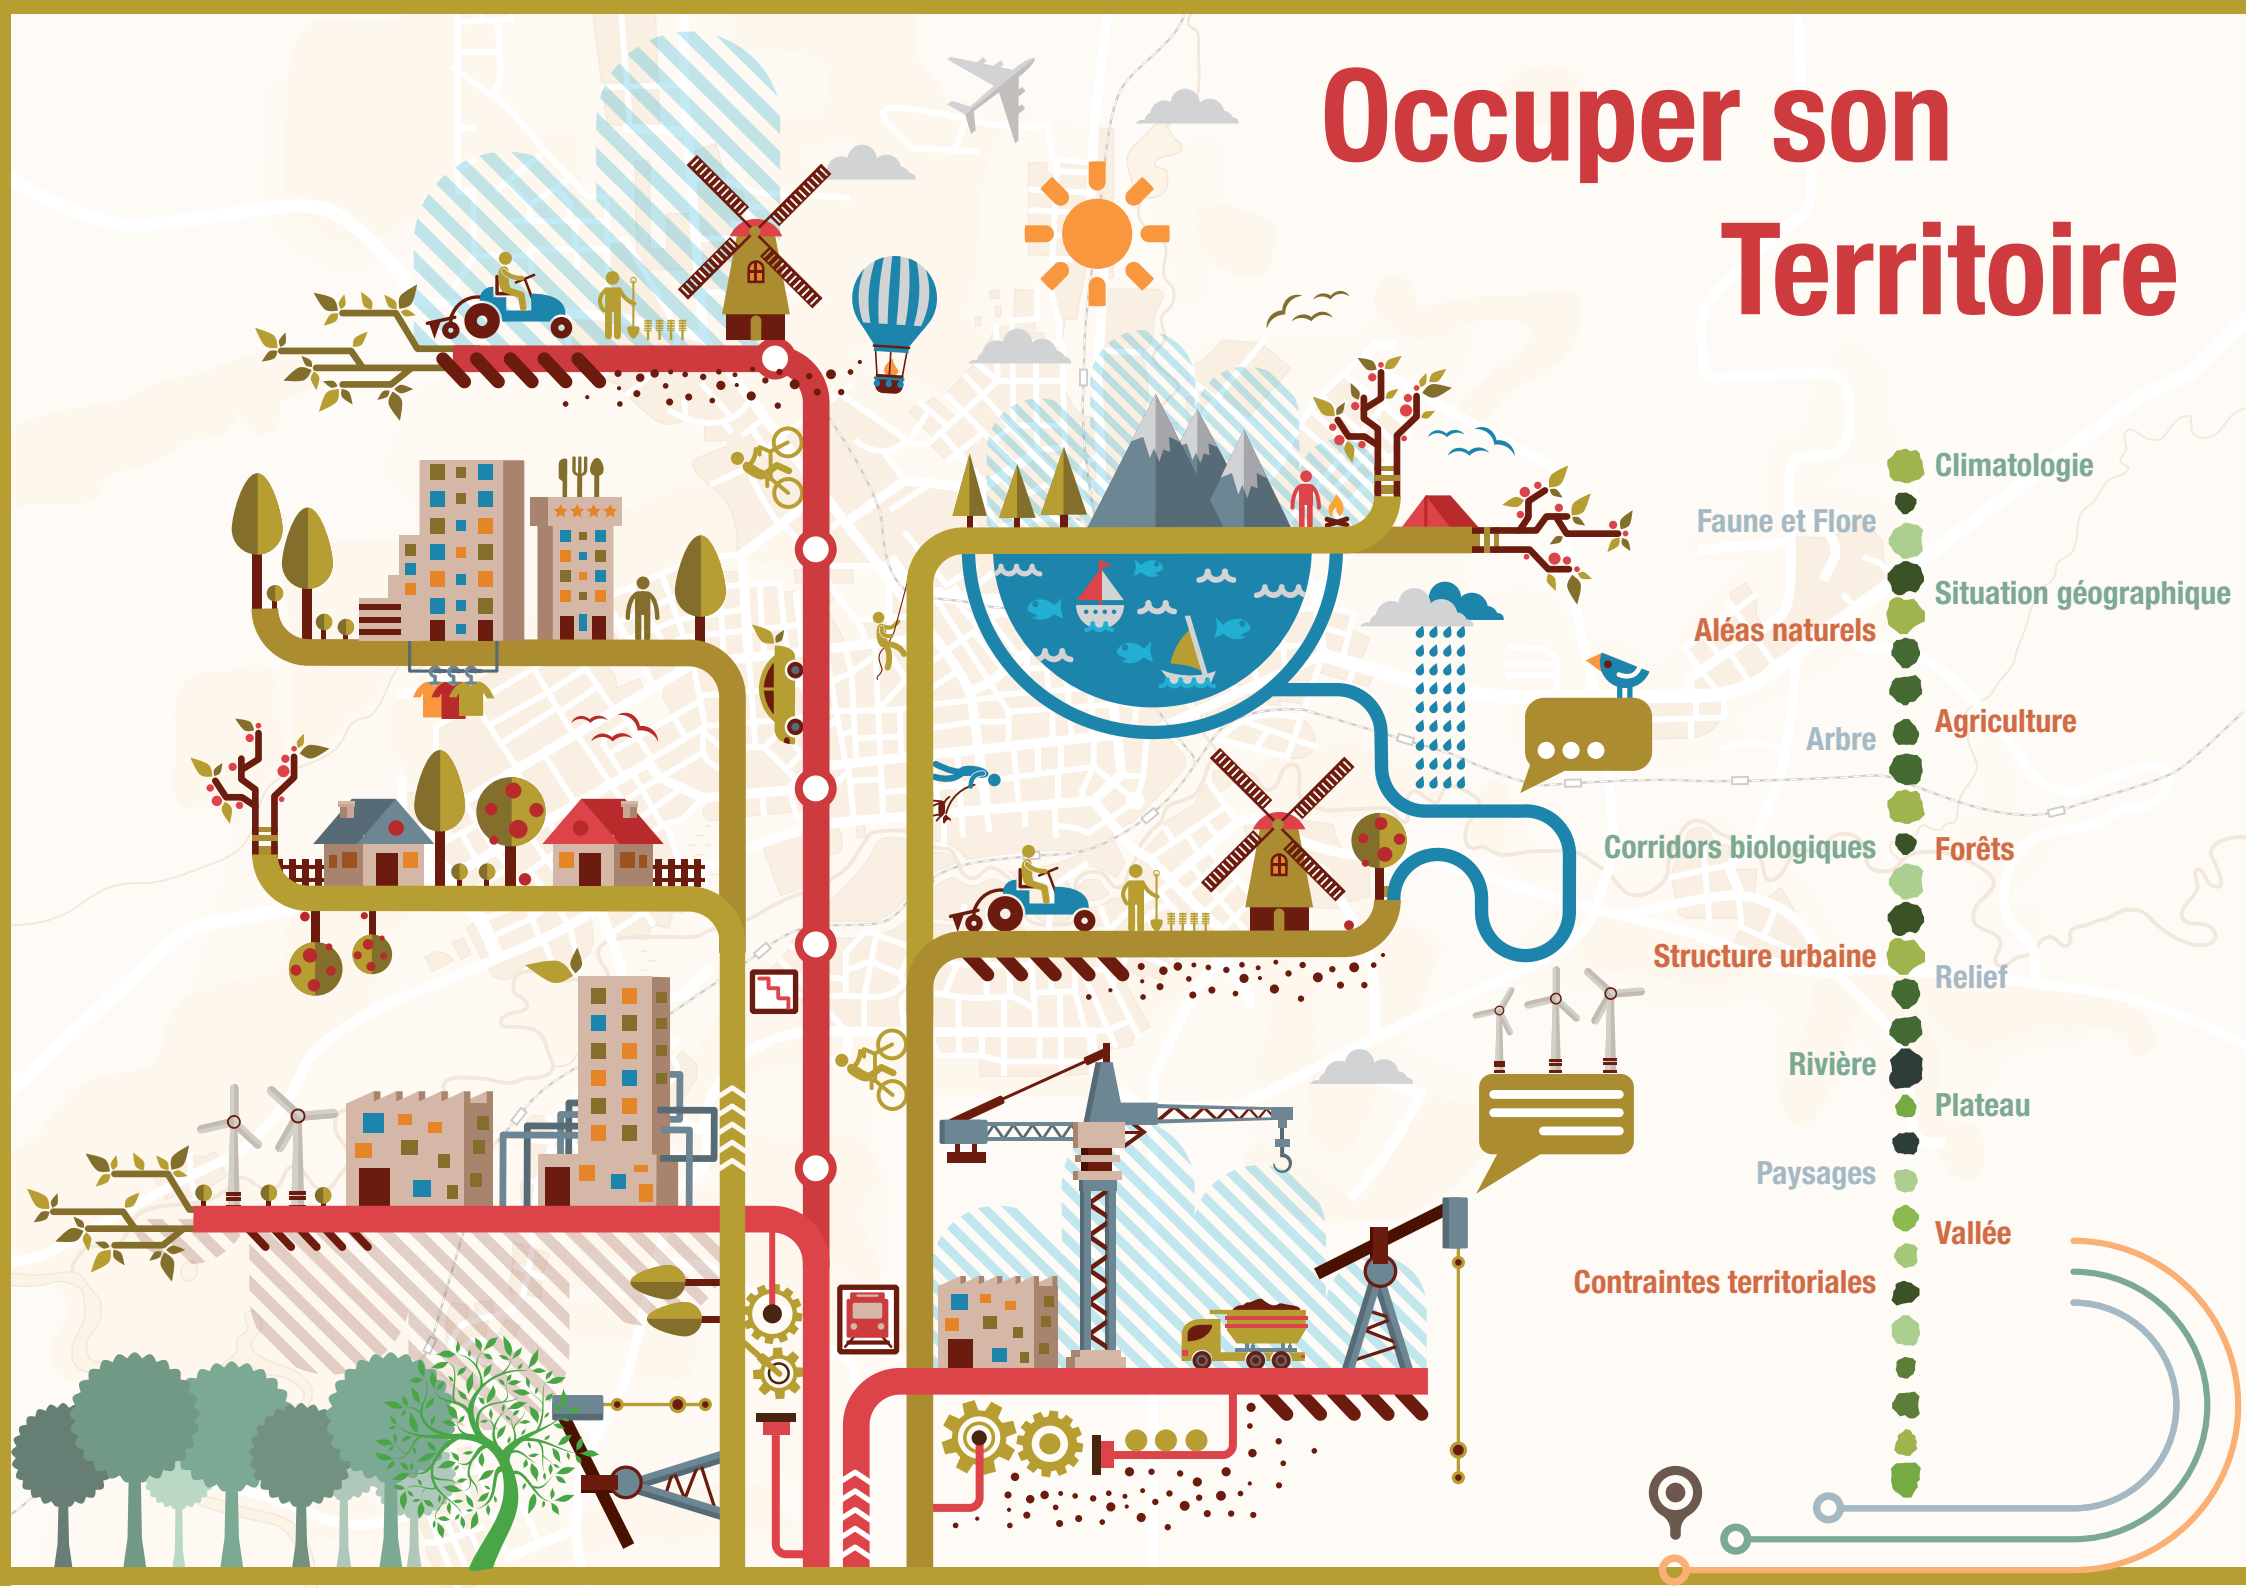 Occuper son
Territoire
Climatologie
Faune et Flore
Situation géographique
Aléas naturels
Agriculture
Arbre
Corridors biologiques
Forêts
Structure urbaine
Relief
Rivière
Plateau
Paysages
Vallée
Contraintes territoriales